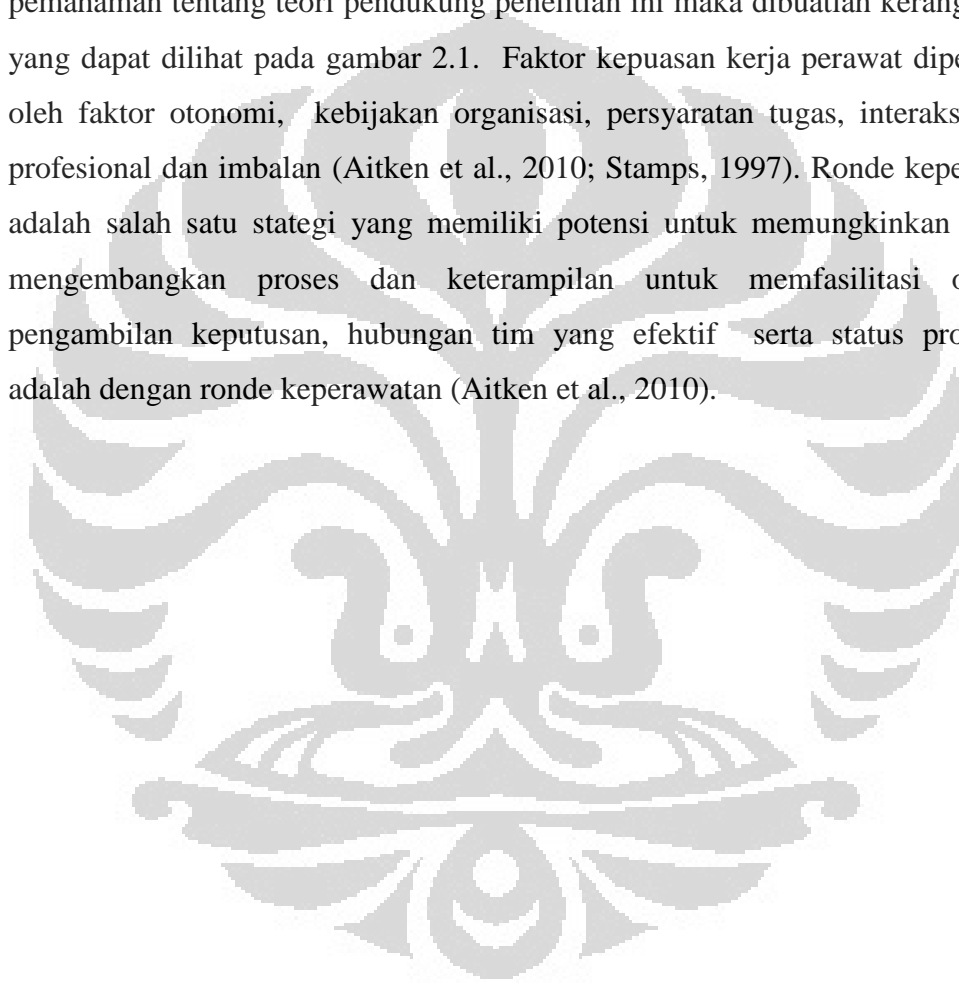 pemahaman tentang teori pendukung penelitian ini maka dibuatlah
yang dapat dilihat pada gambar 2.1. Faktor kepuasan kerja perawat
oleh faktor otonomi, kebijakan organisasi, persyaratan tugas,
profesional dan imbalan (Aitken et al., 2010; Stamps, 1997). Ronde
adalah salah satu stategi yang memiliki potensi untuk memungkinkan
mengembangkan proses dan keterampilan untuk memfasilitasi
pengambilan keputusan, hubungan tim yang efektif serta status
adalah dengan ronde keperawatan (Aitken et al., 2010).